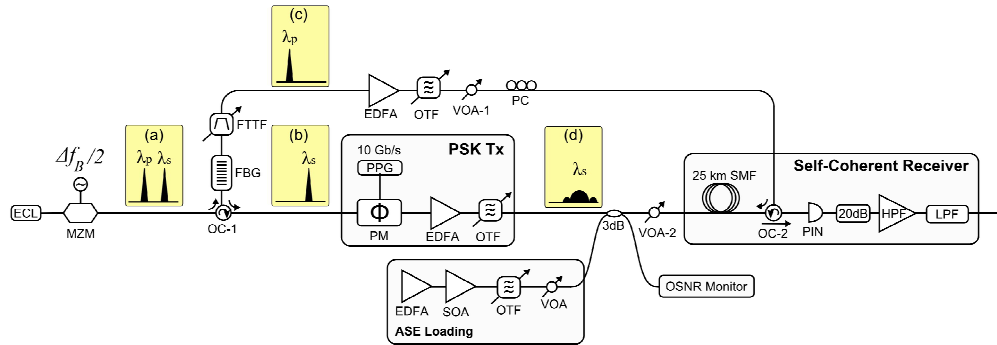 (c)
λp
(a)
λp λs
(b)
λs
(d)
λs
EDFA
OTF
VOA-1
PC
FTTF
FBG
ΔfB/2
ECL
MZM
OC-1
10 Gb/s
PPG
PSK Tx
Φ
PM
EDFA
OTF
3dB
VOA-2
Self-Coherent Receiver
25 km SMF
OC-2
PIN
20dB
HPF
LPF
EDFA
SOA
OTF
VOA
ASE Loading
OSNR Monitor